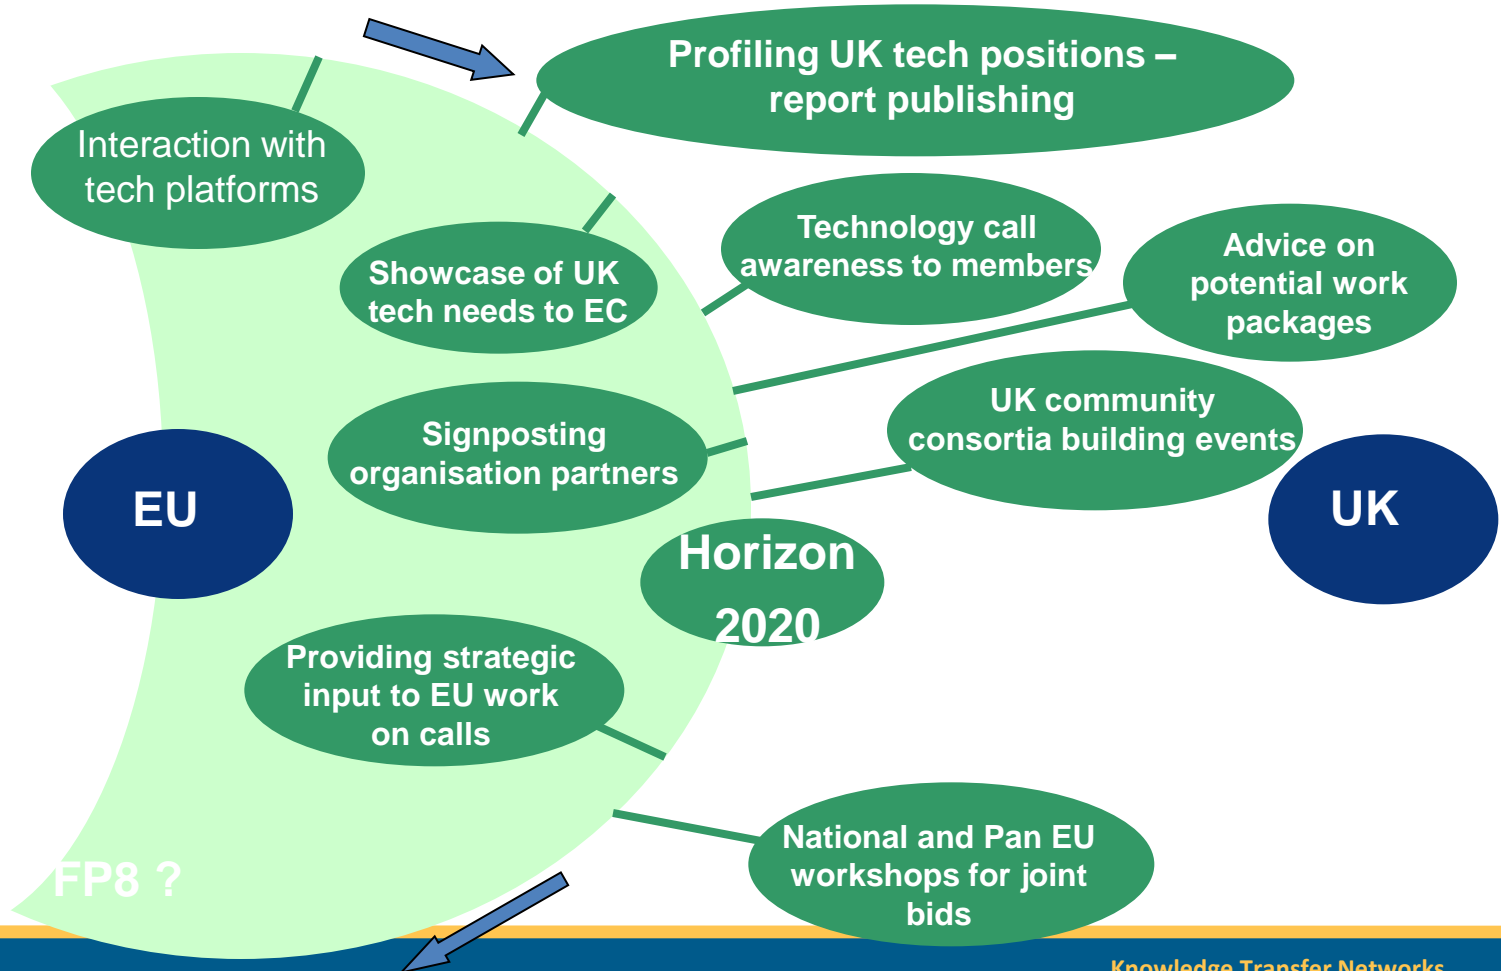 Profiling UK tech positions –
report publishing
Interaction with
tech platforms
Technology call
awareness to members
Advice on
potential work
packages
Showcase of UK
tech needs to EC
UK community
consortia building events
Signposting
organisation partners
EU
UK
Horizon
2020
Providing strategic
input to EU work
on calls
National and Pan EU
workshops for joint
bids
FP8 ?
Knowledge Transfer Networks